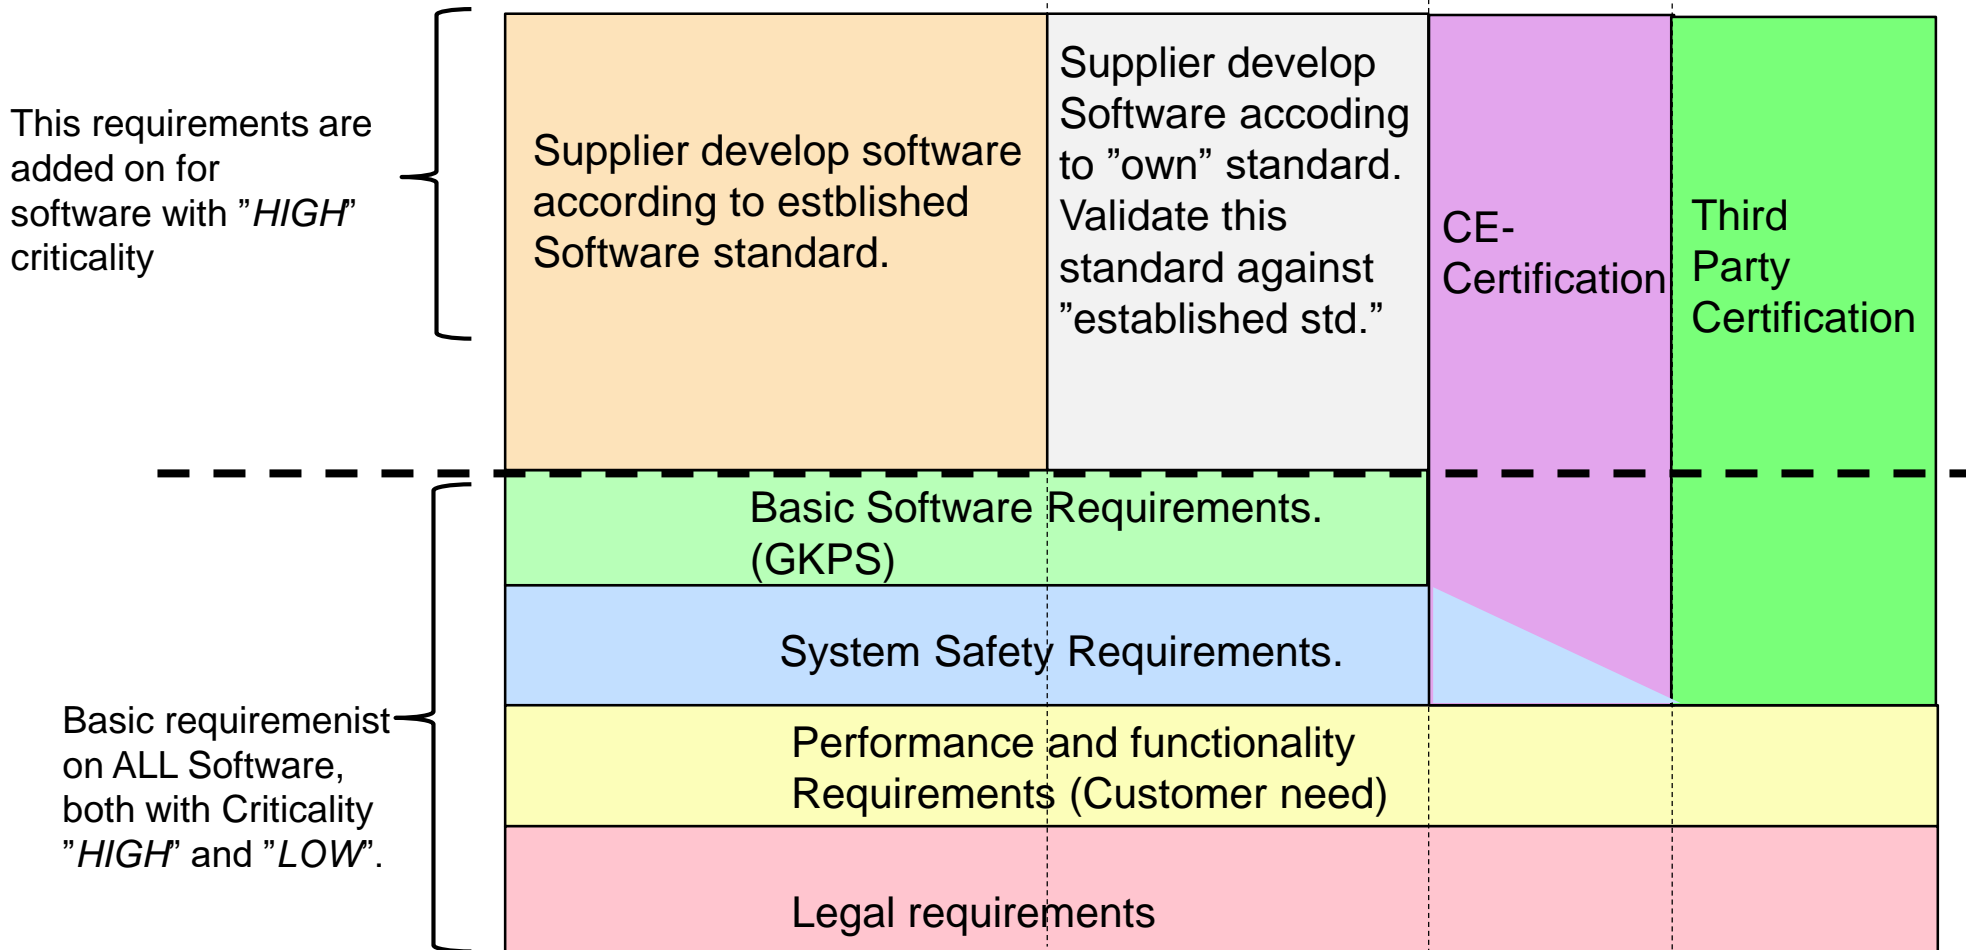 This requirements are
added on for
software with ”HIGH”
criticality
Supplier develop software
according to estblished
Software standard.
Supplier develop
Software accoding
to ”own” standard.
Validate this
standard against
”established std.”
CE-
Certification
Third
Party
Certification
Basic requiremenist
on ALL Software,
both with Criticality
”HIGH” and ”LOW”.
Basic Software Requirements.
(GKPS)
System Safety Requirements.
Performance and functionality
Requirements (Customer need)
Legal requirements